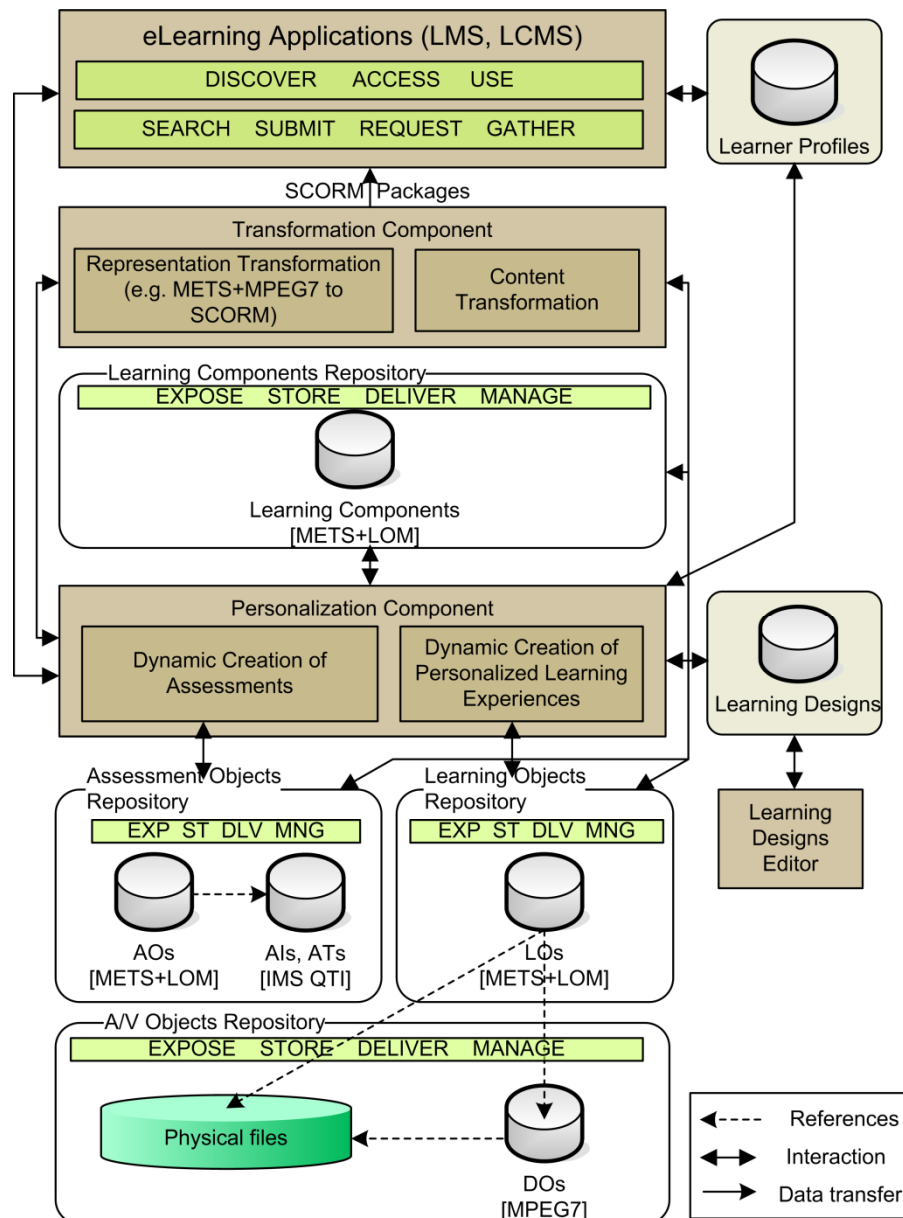 eLearning Applications (LMS, LCMS)
DISCOVER ACCESS USE
SEARCH SUBMIT REQUEST GATHER
Learner Profiles
SCORM Packages
Transformation Component
Representation Transformation
(e.g. METS+MPEG7 to
SCORM)
Content
Transformation
Learning Components Repository
EXPOSE STORE DELIVER MANAGE
Learning Components
[METS+LOM]
Personalization Component
Dynamic Creation of
Assessments
Dynamic Creation of
Personalized Learning
Experiences
Learning Designs
Learning
Designs
Editor
Assessment Objects
Repository
EXP ST DLV MNG
AOs
[METS+LOM]
AIs, ATs
[IMS QTI]
Learning Objects
Repository
EXP ST DLV MNG
LOs
[METS+LOM]
A/V Objects Repository
EXPOSE STORE DELIVER MANAGE
Physical files
DOs
[MPEG7]
References
Interaction
Data transfer